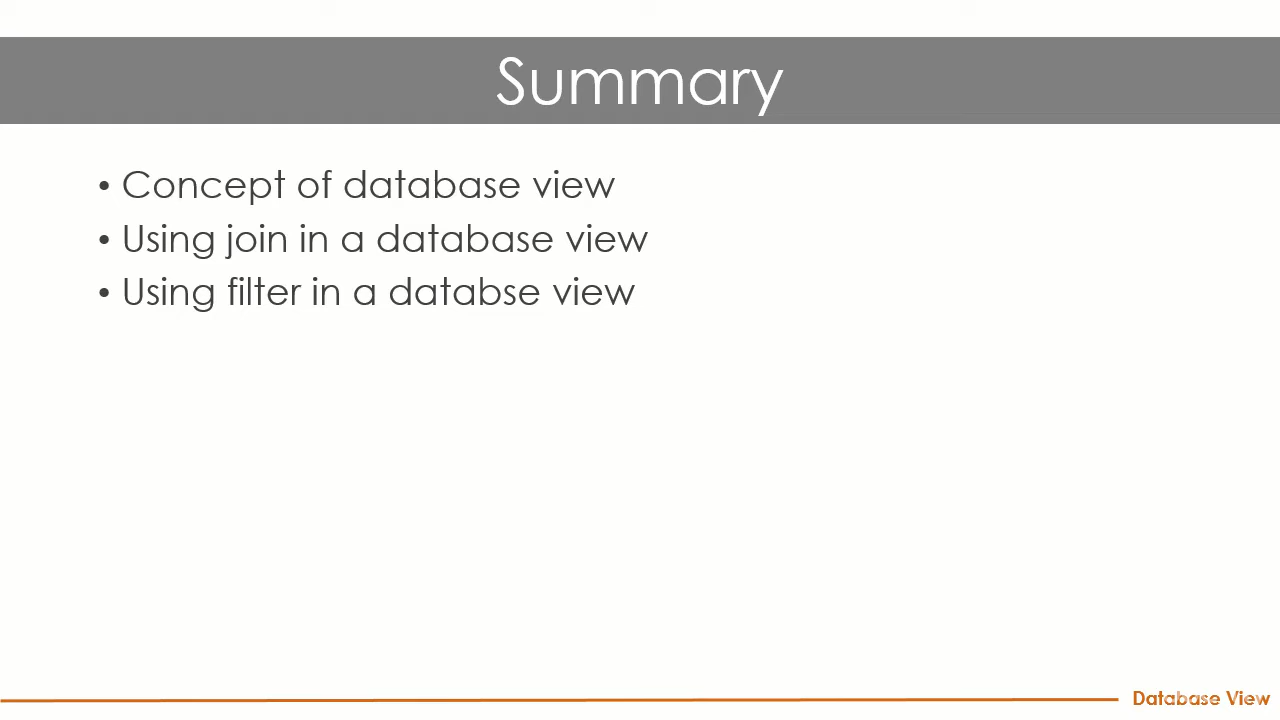 Summary
• Concept of database view
• Using join in a database view
• Using filter in a databse view
Database View